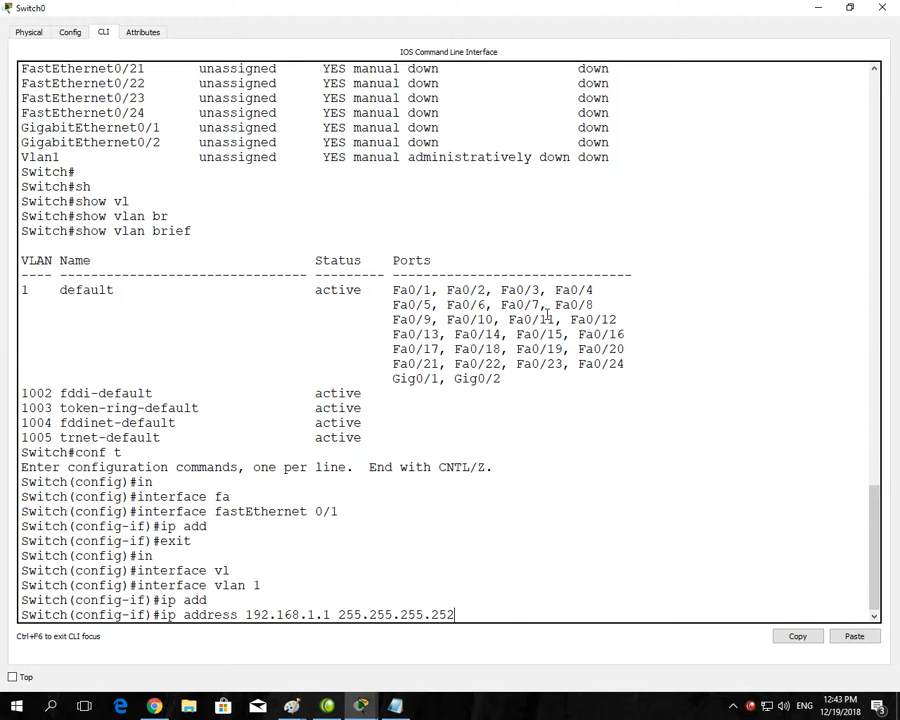 Switch0
Physical Config CLI Attributes
IOS Command Line Interface
FastEthernet0/21 unassigned YES manual down down
FastEthernet0/22 unassigned YES manual down down
FastEthernet0/23 unassigned YES manual down down
FastEthernet0/24 unassigned YES manual down down
GigabitEthernet0/1 unassigned YES manual down down
GigabitEthernet0/2 unassigned YES manual down down
Vlan1 unassigned YES manual administratively down down
Switch#
Switch#sh
Switch#show vl
Switch#show vlan br
Switch#show vlan brief
VLAN Name Status Ports
---- -------------------------------- --------- -------------------------------
1 default active Fa0/1, Fa0/2, Fa0/3, Fa0/4
Fa0/5, Fa0/6, Fa0/7, Fa0/8
Fa0/9, Fa0/10, Fa0/11, Fa0/12
Fa0/13, Fa0/14, Fa0/15, Fa0/16
Fa0/17, Fa0/18, Fa0/19, Fa0/20
Fa0/21, Fa0/22, Fa0/23, Fa0/24
Gig0/1, Gig0/2
1002 fddi-default active
1003 token-ring-default active
1004 fddinet-default active
1005 trnet-default active
Switch#conf t
Enter configuration commands, one per line. End with CNTL/Z.
Switch(config)#in
Switch(config)#interface fa
Switch(config)#interface fastEthernet 0/1
Switch(config-if)#ip add
Switch(config-if)#exit
Switch(config)#in
Switch(config)#interface vl
Switch(config)#interface vlan 1
Switch(config-if)#ip add
Switch(config-if)#ip address 192.168.1.1 255.255.255.252
Ctrl+F6 to exit CLI focus
Copy Paste
Top
ENG
12:43 PM
12/19/2018
3